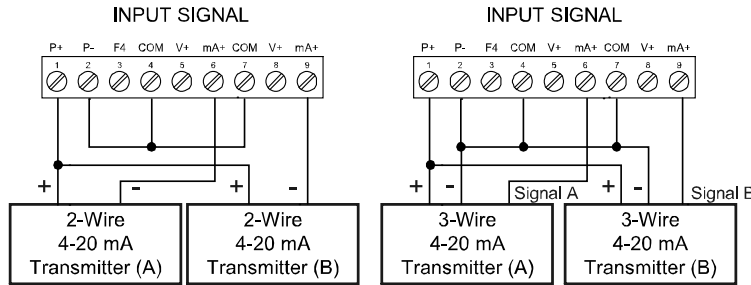 INPUT SIGNAL
P+ P- F4 COM V+ mA+ COM V+ mA+
1 2 3 4 5 6 7 8 9
+ - + -
2-Wire
4-20 mA
Transmitter (A)
2-Wire
4-20 mA
Transmitter (B)
INPUT SIGNAL
P+ P- F4 COM V+ mA+ COM V+ mA+
1 2 3 4 5 6 7 8 9
+ - Signal A + - Signal B
3-Wire
4-20 mA
Transmitter (A)
3-Wire
4-20 mA
Transmitter (B)